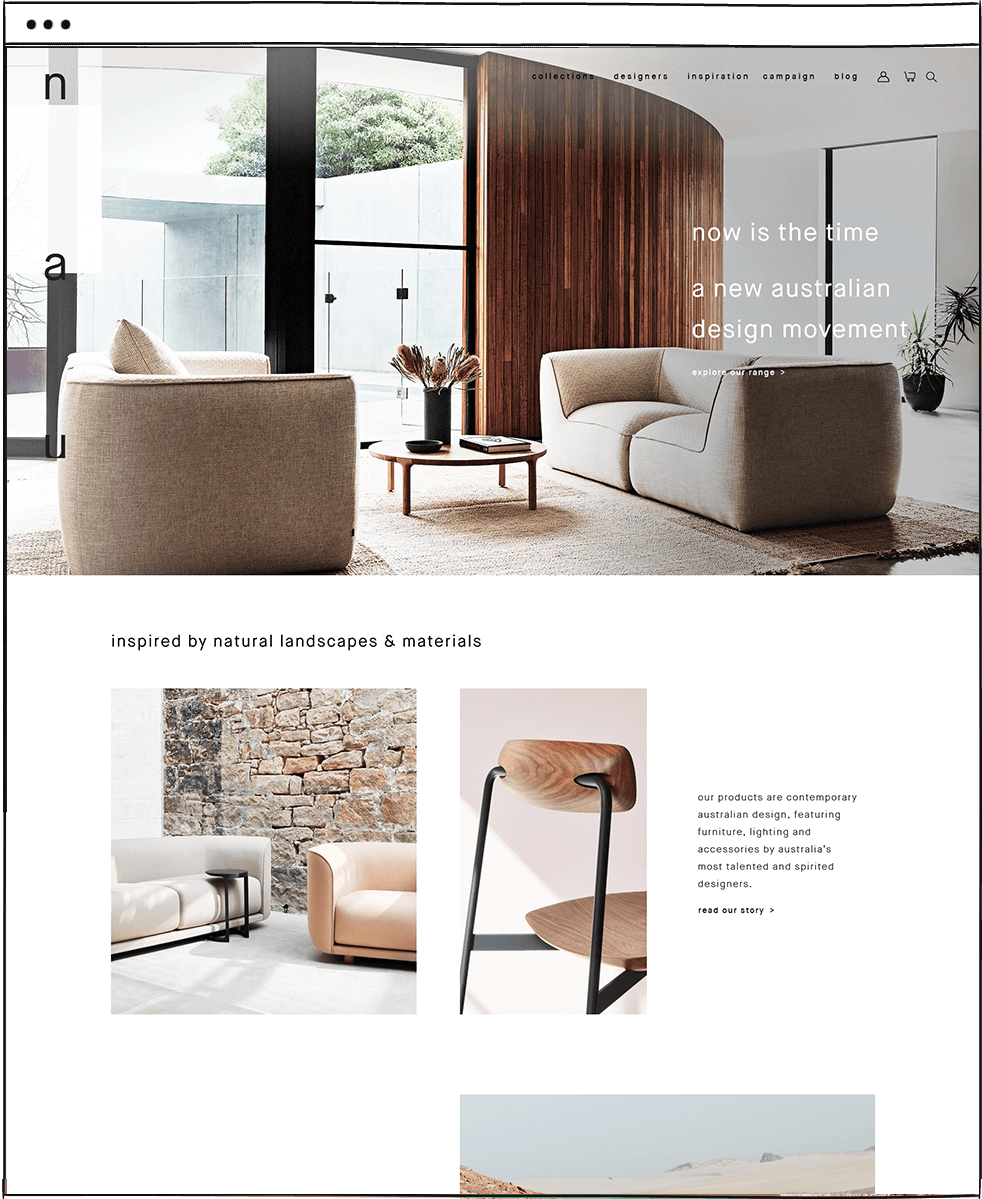 n
a
u
collections designers inspiration campaign blog
now is the time
a new australian
design movement
explore our range >
inspired by natural landscapes & materials
our products are contemporary
australian design, featuring
furniture, lighting and
accessories by australia's
most talented and spirited
designers.
read our story >